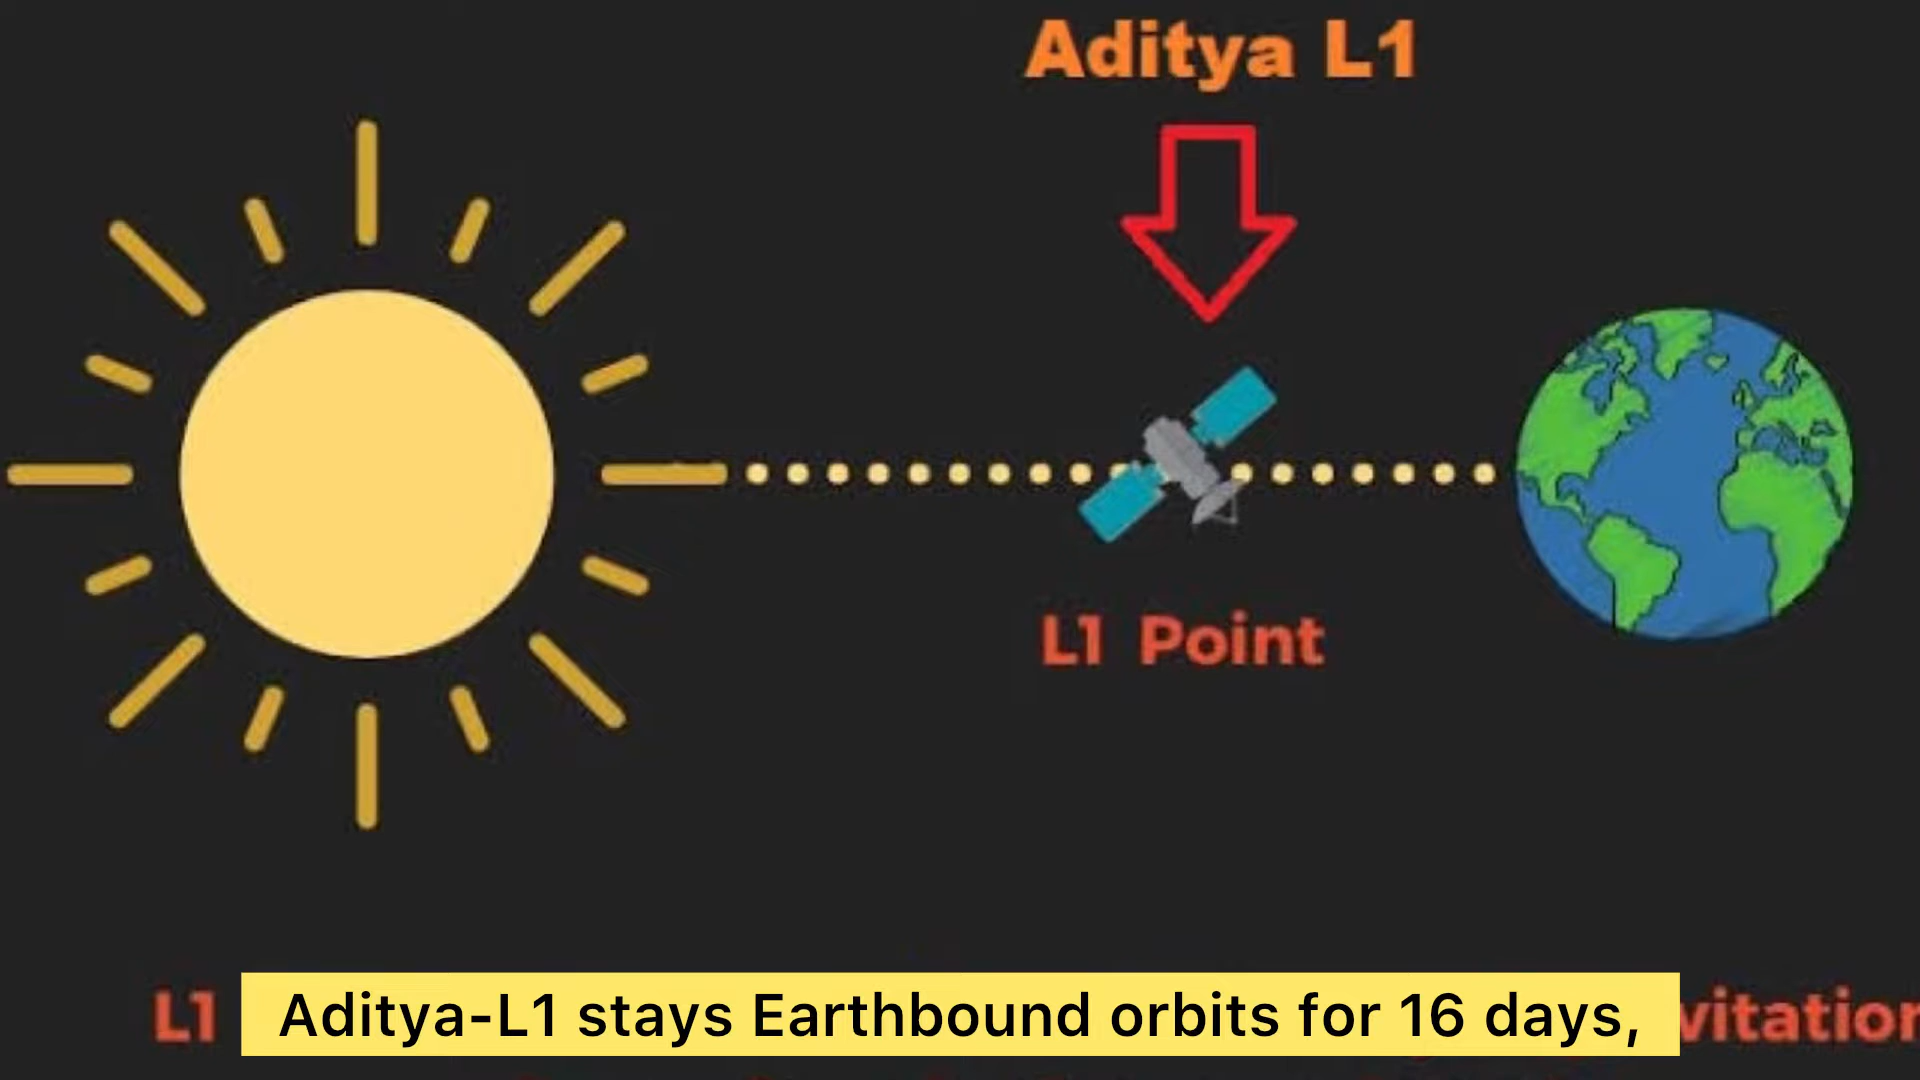 Aditya L1
L1 Point
L1
Aditya-L1 stays Earthbound orbits for 16 days,